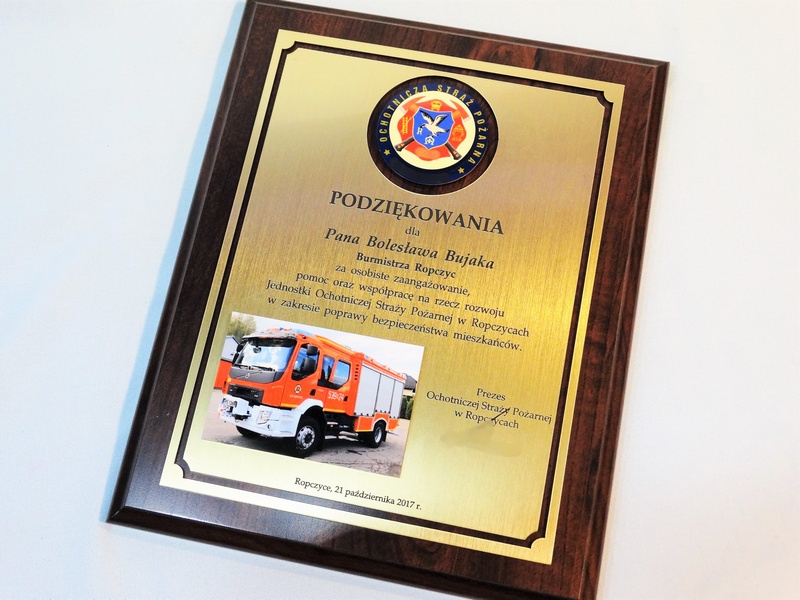 OCHOTNICZA STRAŻ POŻARNA
PODZIĘKOWANIA
dla
Pana Bolesława Bujaka
Burmistrza Ropczyc
za osobiste zaangażowanie,
pomoc oraz współpracę na rzecz rozwoju
Jednostki Ochotniczej Straży Pożarnej w Ropczycach
w zakresie poprawy bezpieczeństwa mieszkańców.
Prezes
Ochotniczej Straży Pożarnej
w Ropczycach
Ropczyce, 21 października 2017 r.